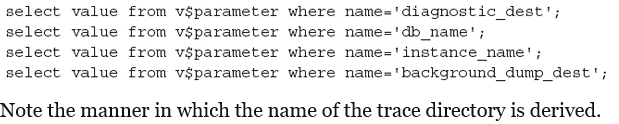 select value from v$parameter where name='diagnostic_dest';
select value from v$parameter where name='db_name';
select value from v$parameter where name='instance_name';
select value from v$parameter where name='background_dump_dest';
Note the manner in which the name of the trace directory is derived.